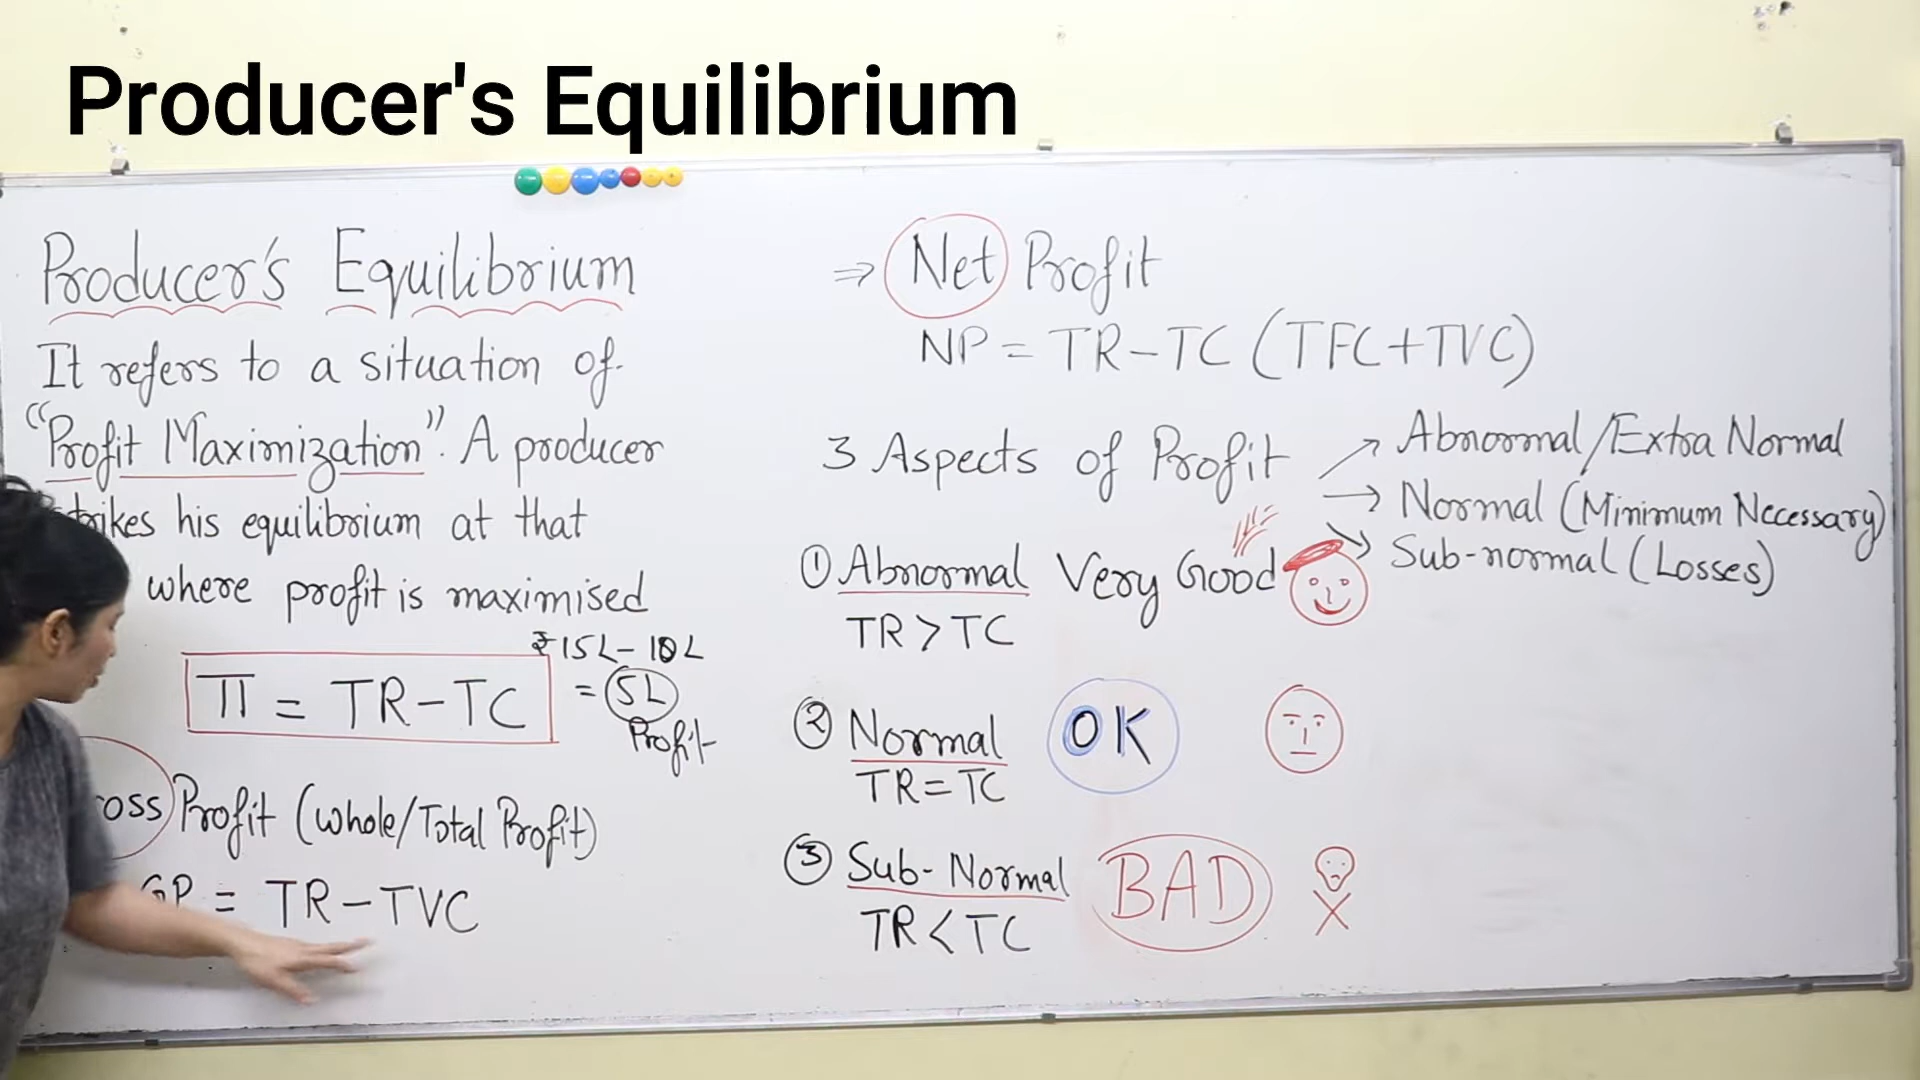 Producer's Equilibrium
Producer's Equilibrium
It refers to a situation of
"Profit Maximization". A producer
strikes his equilibrium at that
where profit is maximised
₹15L-10L
π = TR-TC
= 5L
Profit
oss Profit (Whole/Total Profit)
GP = TR-TVC
⇒ Net Profit
NP = TR-TC (TFC+TVC)
3 Aspects of Profit
→ Abnormal/Extra Normal
→ Normal (Minimum Necessary)
→ Sub-normal (Losses)
① Abnormal Very Good
TR > TC
② Normal OK
TR = TC
③ Sub-Normal BAD
TR < TC